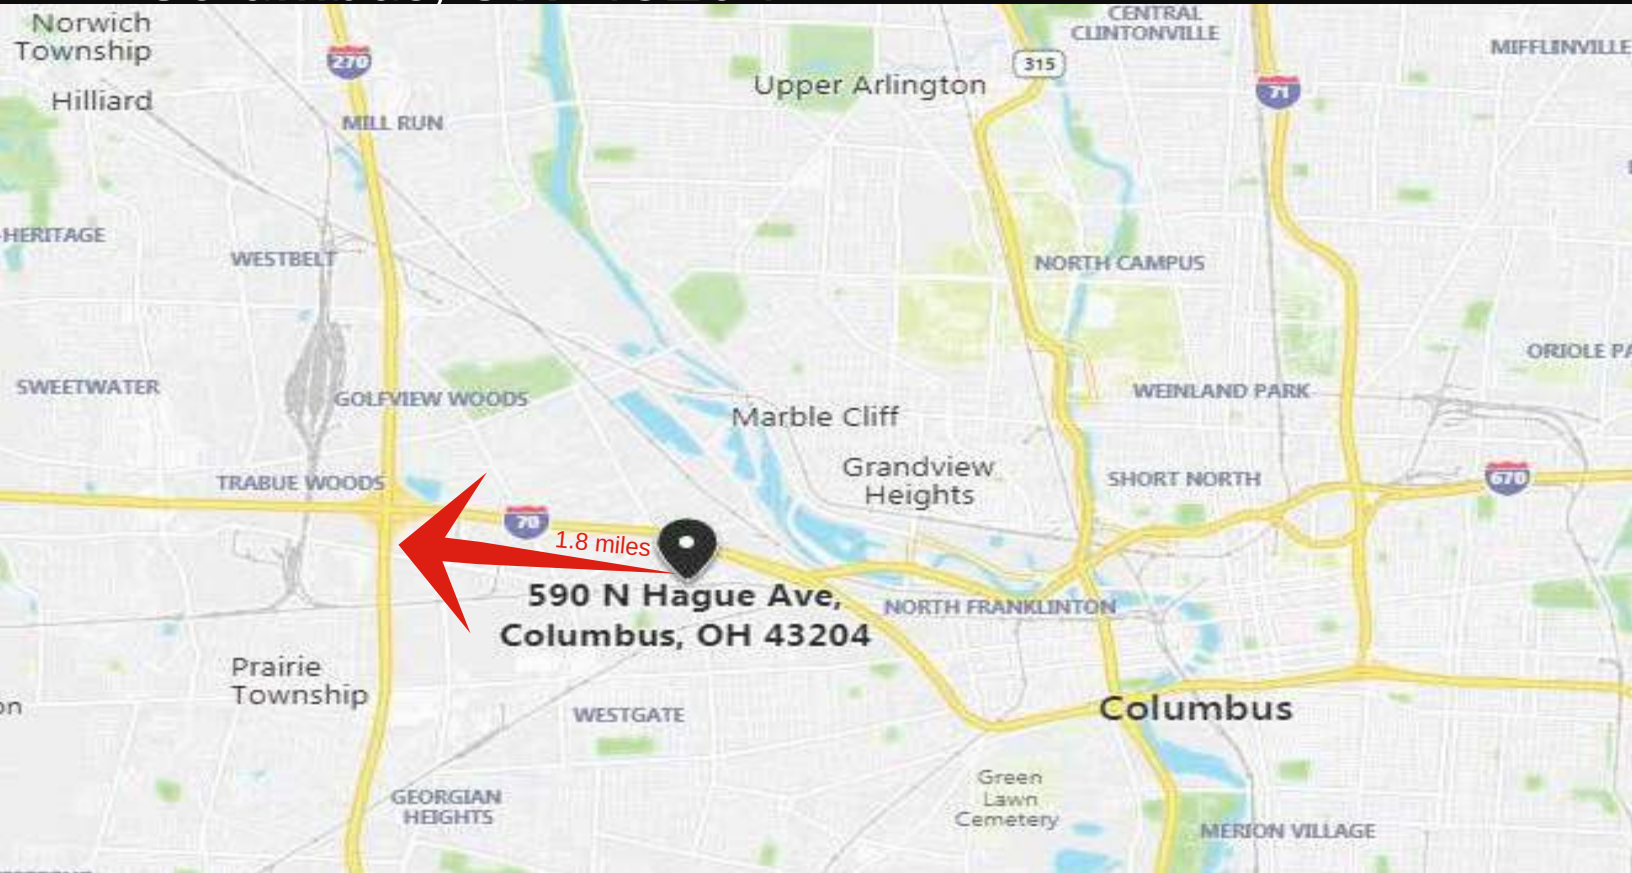 Norwich
Township
270
Hilliard
MILL RUN
Upper Arlington
315
CENTRAL
CLINTONVILLE
71
MIFFLINVILLE
HERITAGE
WESTBELT
NORTH CAMPUS
SWEETWATER
GOLFVIEW WOODS
Marble Cliff
WEINLAND PARK
ORIOLE
Grandview
Heights
TRABUE WOODS
SHORT NORTH
670
70
1.8 miles
590 N Hague Ave,
Columbus, OH 43204
NORTH FRANKLINTON
Prairie
Township
WESTGATE
Columbus
Green
Lawn
Cemetery
GEORGIAN
HEIGHTS
MERION VILLAGE